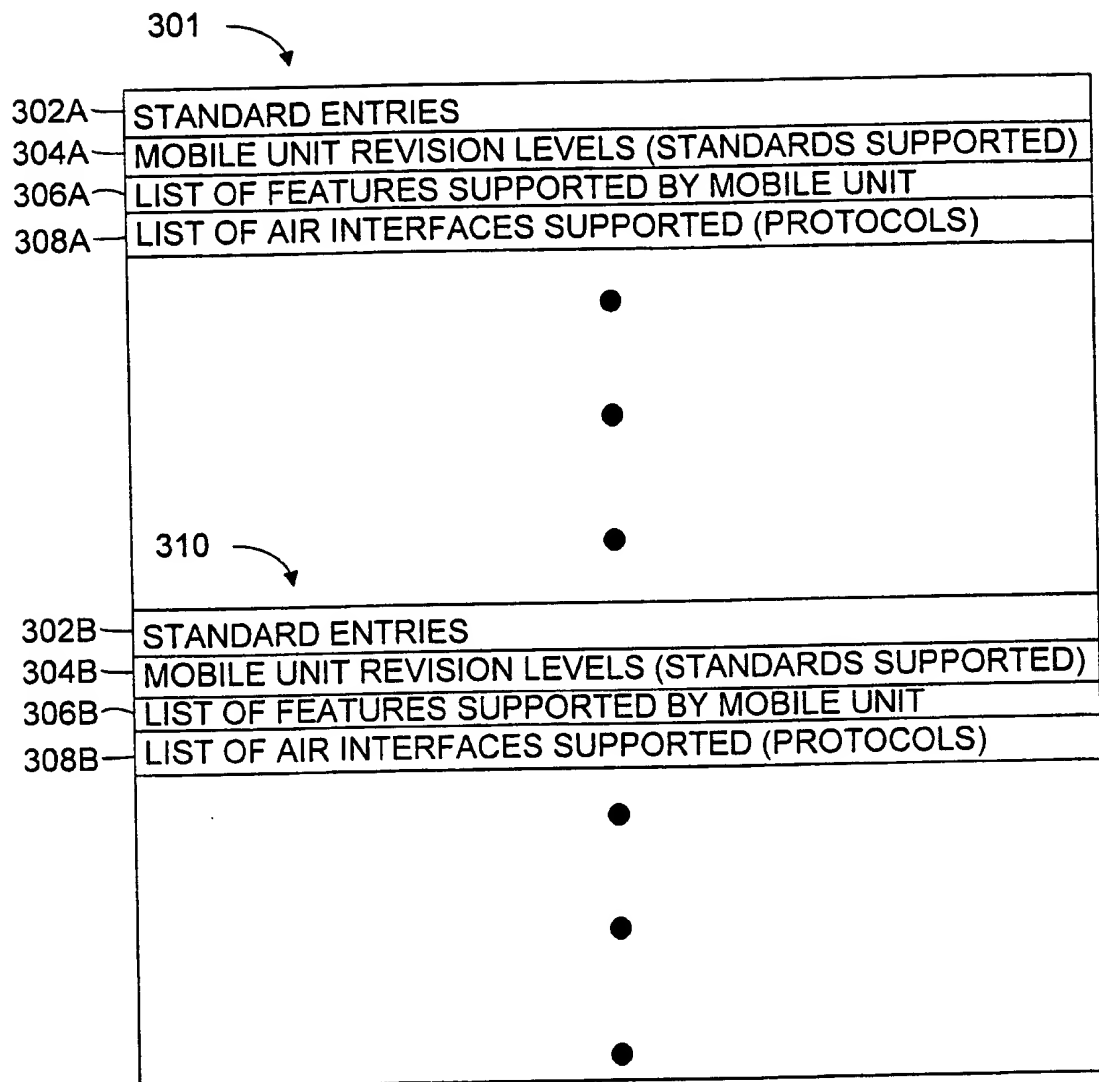 301
302A STANDARD ENTRIES
304A MOBILE UNIT REVISION LEVELS (STANDARDS SUPPORTED)
306A LIST OF FEATURES SUPPORTED BY MOBILE UNIT
308A LIST OF AIR INTERFACES SUPPORTED (PROTOCOLS)
310
302B STANDARD ENTRIES
304B MOBILE UNIT REVISION LEVELS (STANDARDS SUPPORTED)
306B LIST OF FEATURES SUPPORTED BY MOBILE UNIT
308B LIST OF AIR INTERFACES SUPPORTED (PROTOCOLS)